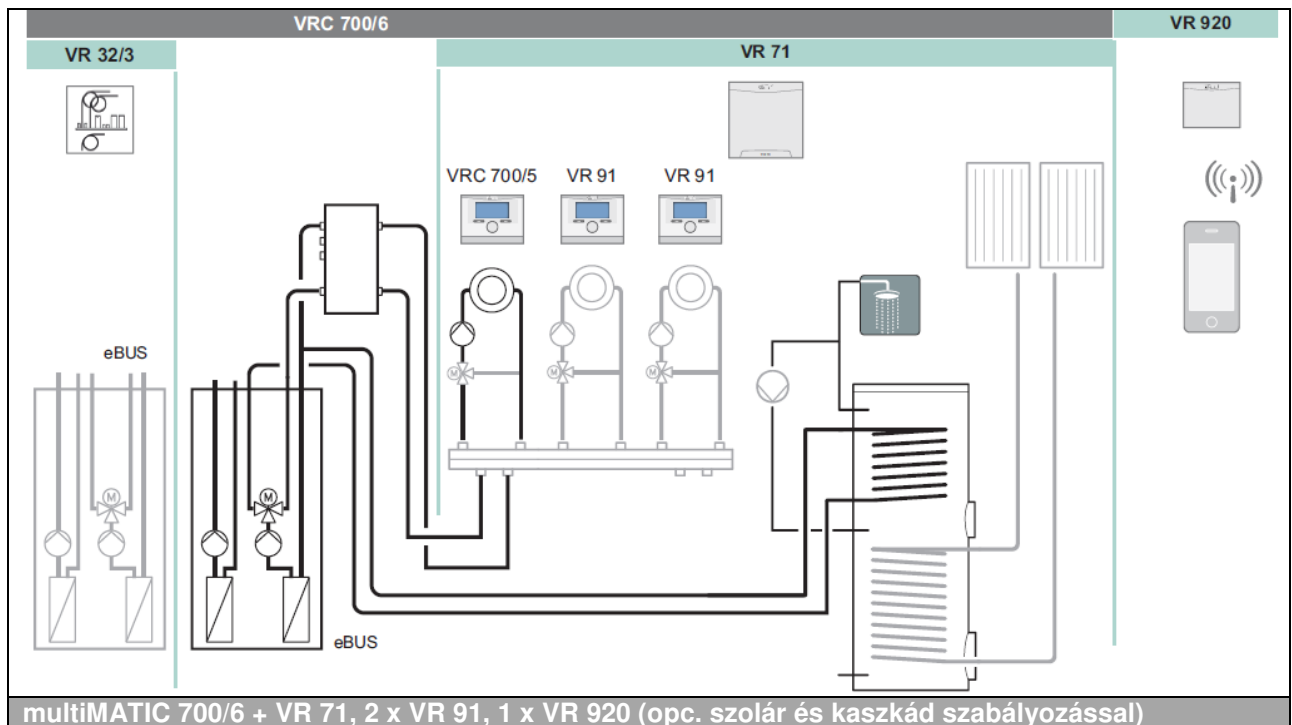 VRC 700/6
VR 920
VR 32/3
VR 71
VRC 700/5
VR 91
VR 91
eBUS
M
M
M
M
M
eBUS
multiMATIC 700/6 + VR 71, 2 x VR 91, 1 x VR 920 (opc. szolár és kaszkád szabályozással)